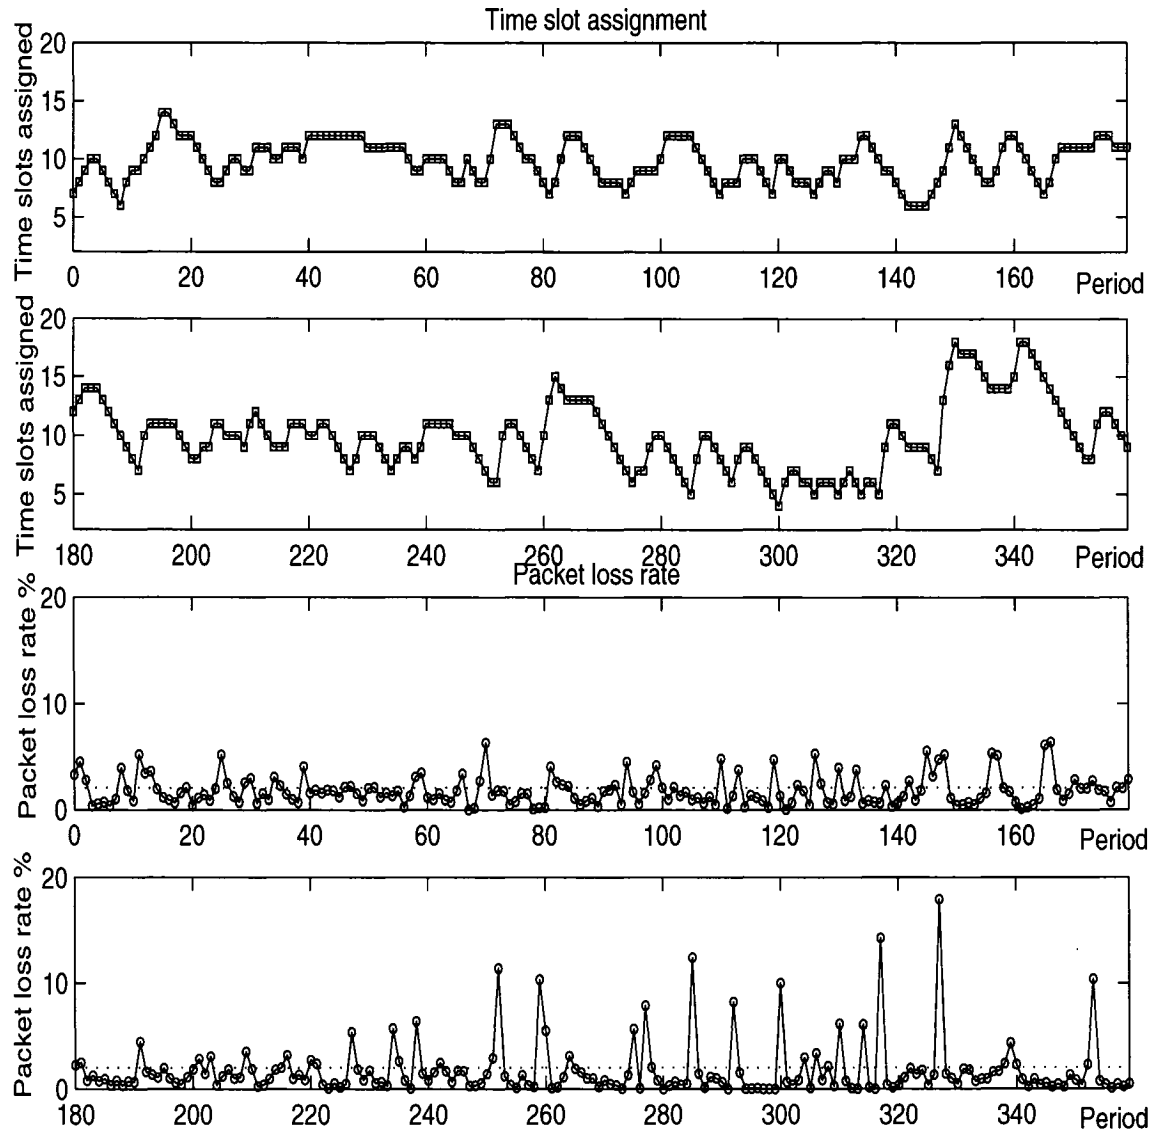 Time slot assignment
Time slots assigned
20
15
10
5
0 20 40 60 80 100 120 140 160 Period
Time slots assigned
20
15
10
5
180 200 220 240 260 280 300 320 340 Period
Packet loss rate
Packet loss rate %
20
10
0
0 20 40 60 80 100 120 140 160 Period
Packet loss rate %
20
10
0
180 200 220 240 260 280 300 320 340 Period